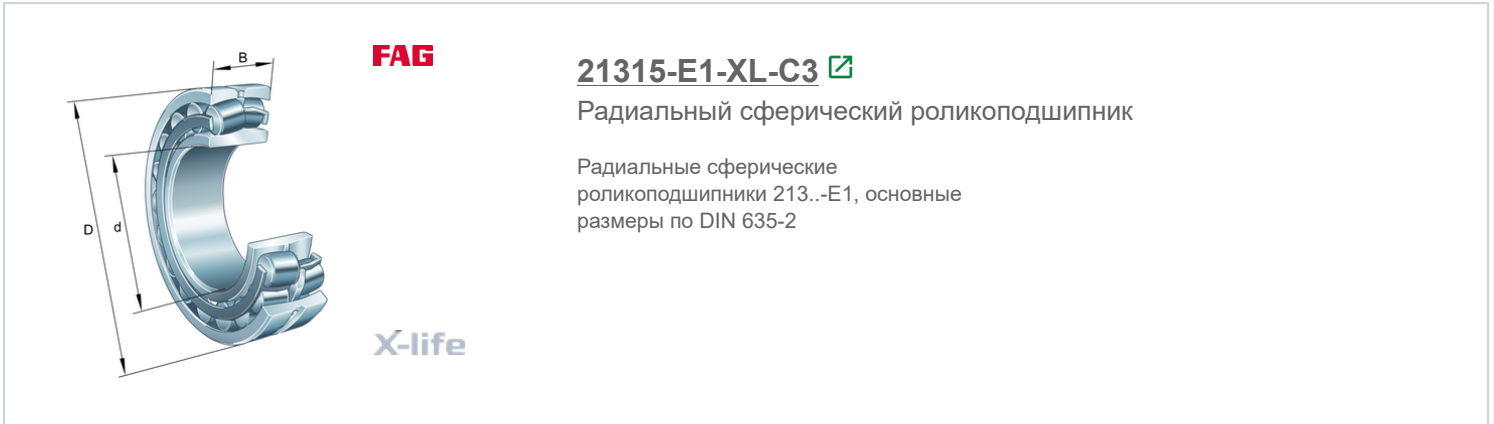 B
D
d
FAG
X-life
21315-E1-XL-C3
Радиальный сферический роликоподшипник
Радиальные сферические
роликоподшипники 213..-E1, основные
размеры по DIN 635-2